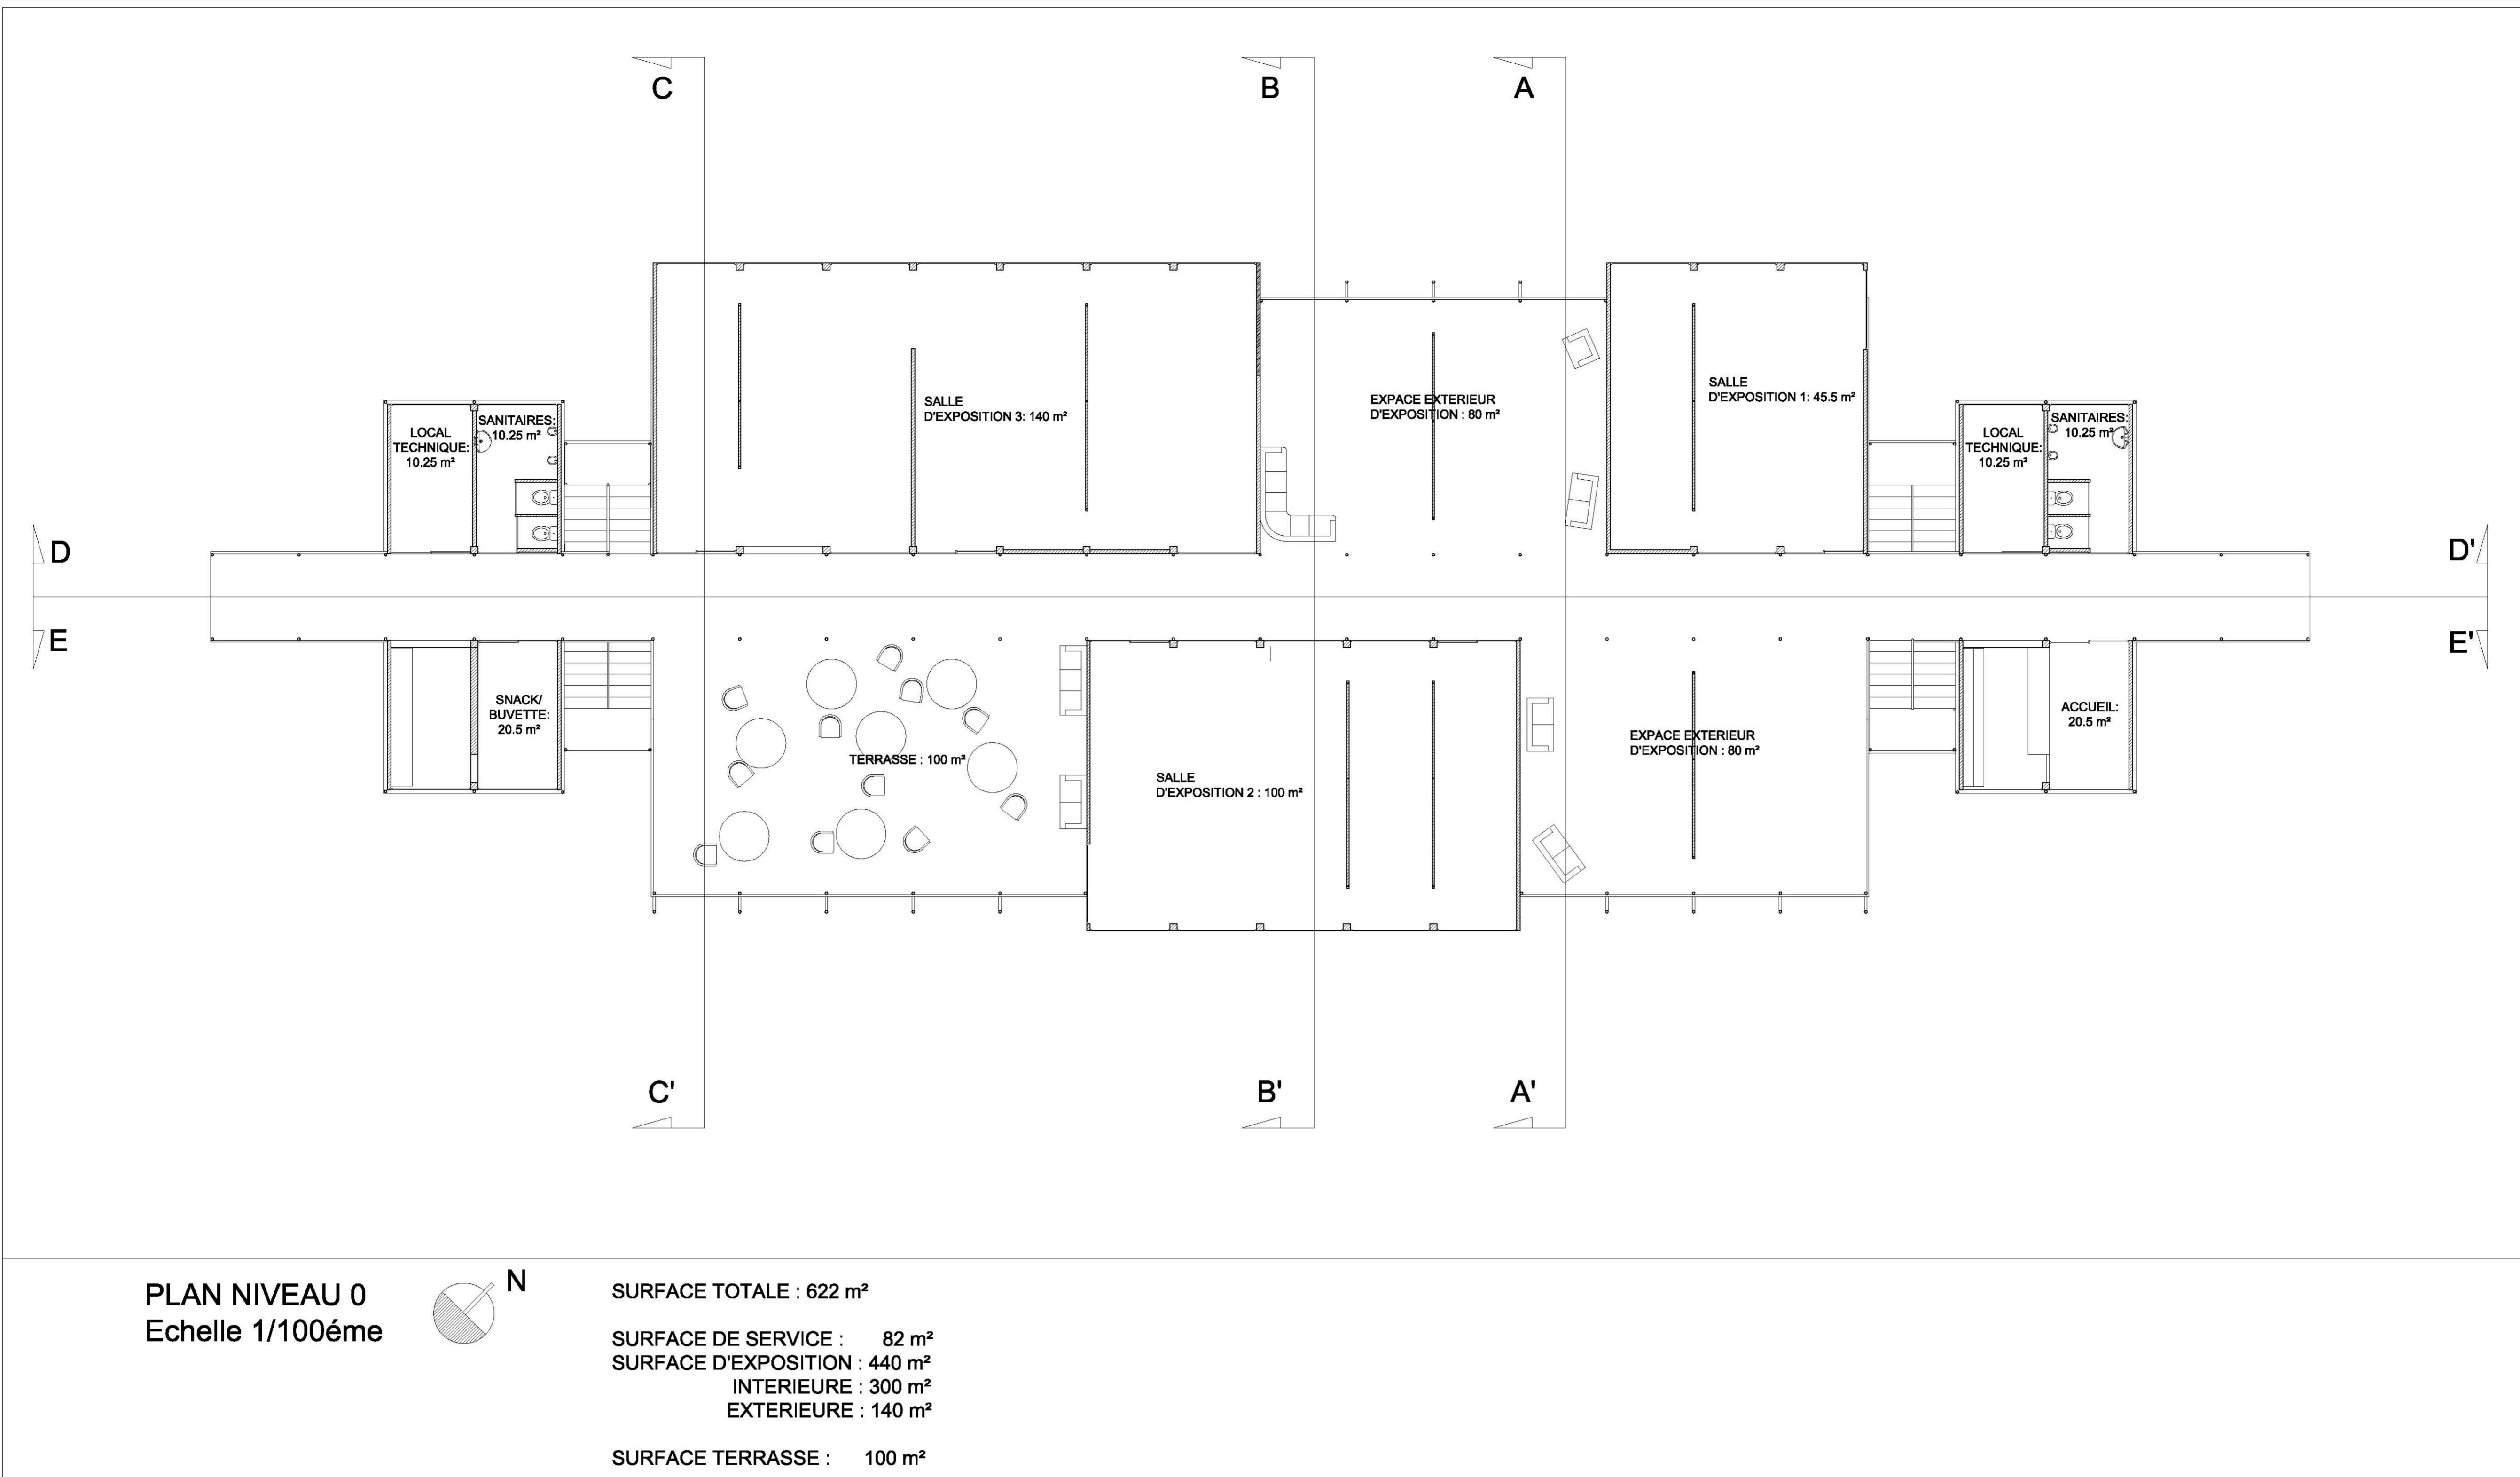 C
B
A
SALLE
D'EXPOSITION 3: 140 m²
EXPACE EXTERIEUR
D'EXPOSITION : 80 m²
SALLE
D'EXPOSITION 1: 45.5 m²
LOCAL
TECHNIQUE:
10.25 m²
SANITAIRES:
10.25 m²
LOCAL
TECHNIQUE:
10.25 m²
SANITAIRES:
10.25 m²
D
D'
E
E'
SNACK/
BUVETTE:
20.5 m²
TERRASSE : 100 m²
SALLE
D'EXPOSITION 2 : 100 m²
EXPACE EXTERIEUR
D'EXPOSITION : 80 m²
ACCUEIL:
20.5 m²
C'
B'
A'
PLAN NIVEAU 0
Echelle 1/100éme
N
SURFACE TOTALE : 622 m²
SURFACE DE SERVICE : 82 m²
SURFACE D'EXPOSITION : 440 m²
INTERIEURE : 300 m²
EXTERIEURE : 140 m²
SURFACE TERRASSE : 100 m²